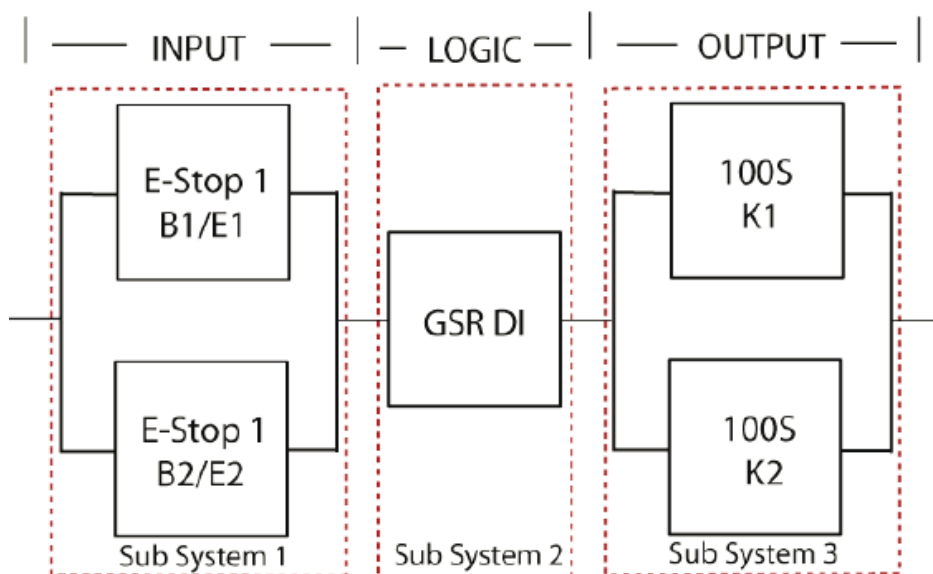 INPUT
LOGIC
OUTPUT
E-Stop 1
B1/E1
E-Stop 1
B2/E2
Sub System 1
GSR DI
Sub System 2
100S
K1
100S
K2
Sub System 3